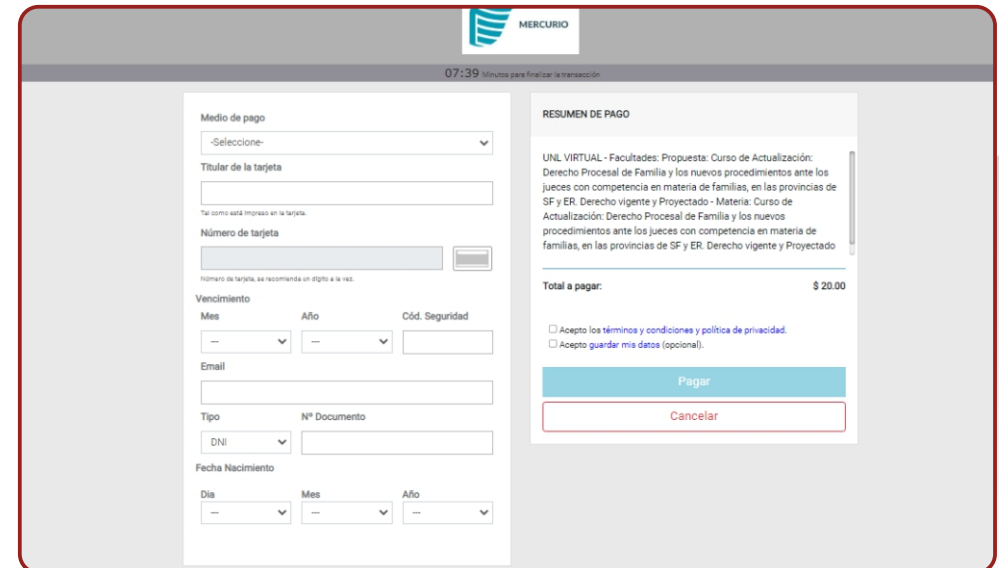 MERCURIO
07:39 Minutos para finalizar la transacción
Medio de pago
-Seleccione-
Titular de la tarjeta
Tal como está impreso en la tarjeta.
Número de tarjeta
Número de tarjeta, se recomienda un dígito a la vez.
Vencimiento
Mes Año Cód. Seguridad
--- ---
Email
Tipo Nº Documento
DNI
Fecha Nacimiento
Dia Mes Año
--- --- ---
RESUMEN DE PAGO
UNL VIRTUAL - Facultades: Propuesta: Curso de Actualización:
Derecho Procesal de Familia y los nuevos procedimientos ante los
jueces con competencia en materia de familias, en las provincias de
SF y ER. Derecho vigente y Proyectado - Materia: Curso de
Actualización: Derecho Procesal de Familia y los nuevos
procedimientos ante los jueces con competencia en materia de
familias, en las provincias de SF y ER. Derecho vigente y Proyectado
Total a pagar: $ 20.00
Acepto los términos y condiciones y política de privacidad.
Acepto guardar mis datos (opcional).
Pagar
Cancelar